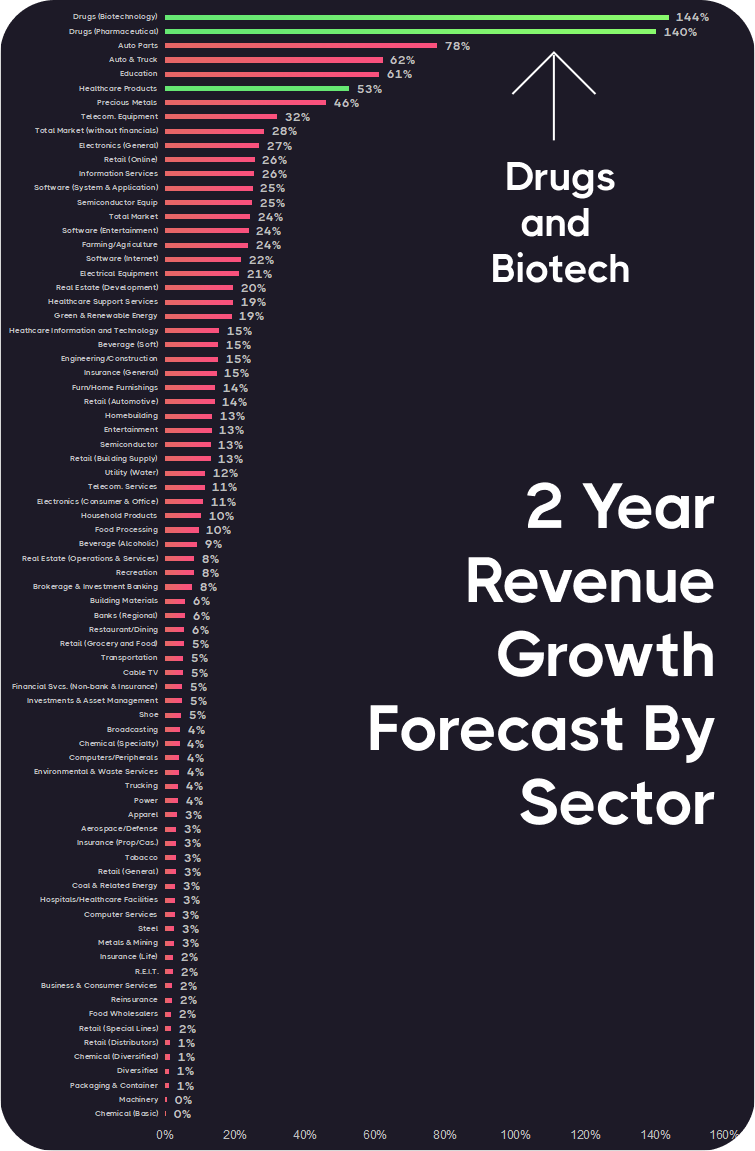 Drugs (Biotechnology) 144%
Drugs (Pharmaceutical) 140%
Auto Parts 78%
Auto & Truck 62%
Education 61%
Healthcare Products 53%
Precious Metals 46%
Telecom. Equipment 32%
Total Market (without financials) 28%
Electronics (General) 27%
Retail (Online) 26%
Information Services 26%
Software (System & Application) 25%
Semiconductor Equip 25%
Total Market 24%
Software (Entertainment) 24%
Farming/Agriculture 24%
Software (Internet) 22%
Electrical Equipment 21%
Real Estate (Development) 20%
Healthcare Support Services 19%
Green & Renewable Energy 19%
Heathcare Information and Technology 15%
Beverage (Soft) 15%
Engineering/Construction 15%
Insurance (General) 15%
Furn/Home Furnishings 14%
Retail (Automotive) 14%
Homebuilding 13%
Entertainment 13%
Semiconductor 13%
Retail (Building Supply) 13%
Utility (Water) 12%
Telecom. Services 11%
Electronics (Consumer & Office) 11%
Household Products 10%
Food Processing 10%
Beverage (Alcoholic) 9%
Real Estate (Operations & Services) 8%
Recreation 8%
Brokerage & Investment Banking 8%
Building Materials 6%
Banks (Regional) 6%
Restaurant/Dining 6%
Retail (Grocery and Food) 5%
Transportation 5%
Cable TV 5%
Financial Svcs. (Non-bank & Insurance) 5%
Investments & Asset Management 5%
Shoe 5%
Broadcasting 4%
Chemical (Specialty) 4%
Computers/Peripherals 4%
Environmental & Waste Services 4%
Trucking 4%
Power 4%
Apparel 3%
Aerospace/Defense 3%
Insurance (Prop/Cas.) 3%
Tobacco 3%
Retail (General) 3%
Coal & Related Energy 3%
Hospitals/Healthcare Facilities 3%
Computer Services 3%
Steel 3%
Metals & Mining 3%
Insurance (Life) 2%
R.E.I.T. 2%
Business & Consumer Services 2%
Reinsurance 2%
Food Wholesalers 2%
Retail (Special Lines) 2%
Retail (Distributors) 1%
Chemical (Diversified) 1%
Diversified 1%
Packaging & Container 1%
Machinery 0%
Chemical (Basic) 0%
0% 20% 40% 60% 80% 100% 120% 140% 160%
Drugs
and
Biotech
2 Year
Revenue
Growth
Forecast By
Sector